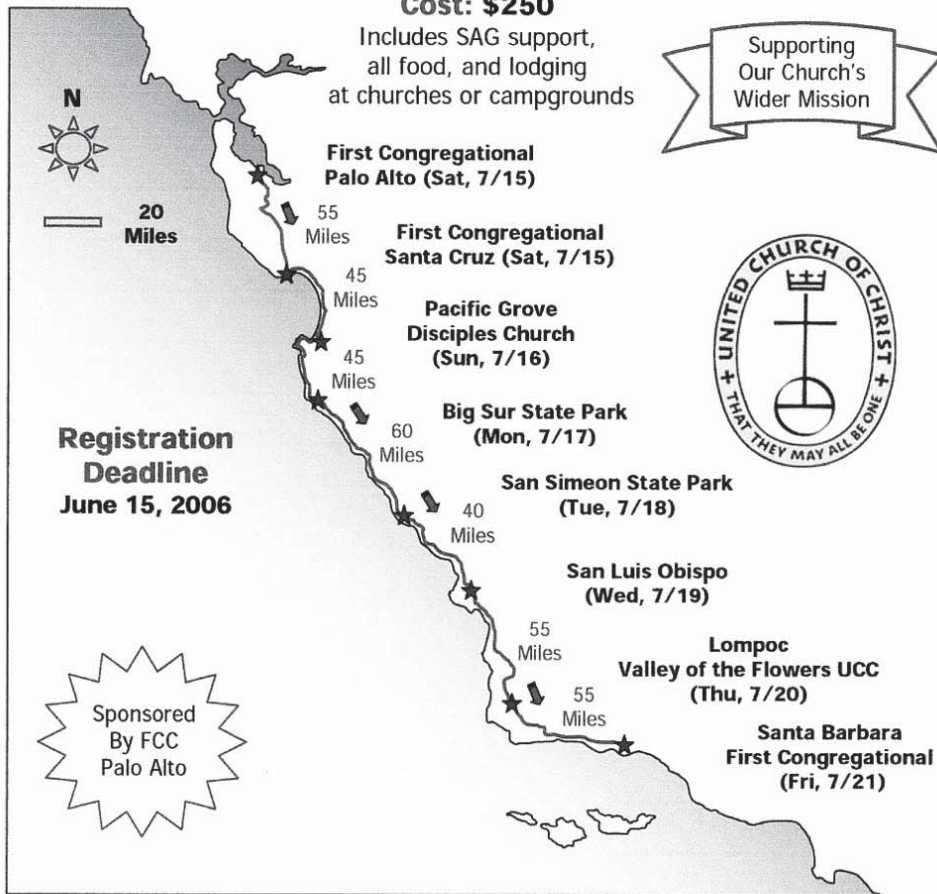 Cost: $250
Includes SAG support,
all food, and lodging
at churches or campgrounds
Supporting
Our Church's
Wider Mission
N
20
Miles
First Congregational
Palo Alto (Sat, 7/15)
55
Miles
First Congregational
Santa Cruz (Sat, 7/15)
45
Miles
Pacific Grove
Disciples Church
(Sun, 7/16)
45
Miles
Big Sur State Park
(Mon, 7/17)
60
Miles
San Simeon State Park
(Tue, 7/18)
40
Miles
San Luis Obispo
(Wed, 7/19)
55
Miles
Lompoc
Valley of the Flowers UCC
(Thu, 7/20)
55
Miles
Santa Barbara
First Congregational
(Fri, 7/21)
UNITED CHURCH OF CHRIST
THAT THEY MAY ALL BE ONE
Registration
Deadline
June 15, 2006
Sponsored
By FCC
Palo Alto